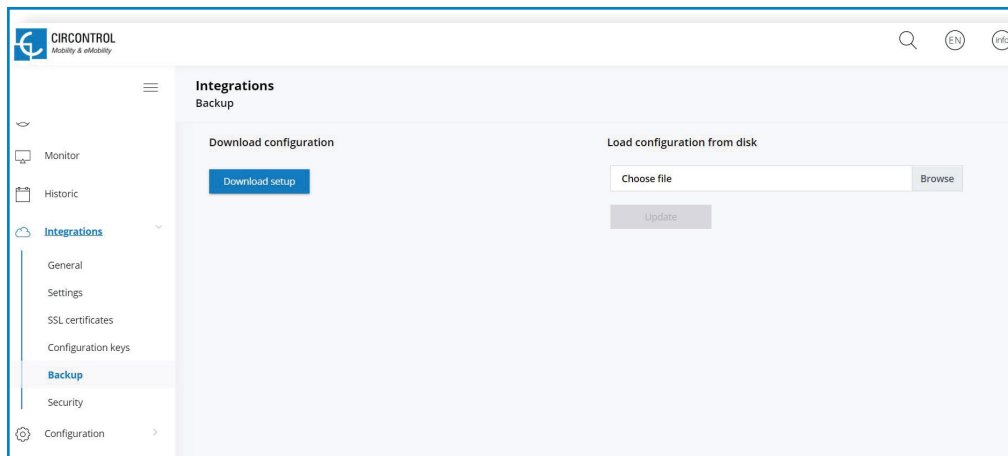 CIRCONTROL
Mobility & eMobility
EN
info
Integrations
Backup
Monitor
Historic
Integrations
General
Settings
SSL certificates
Configuration keys
Backup
Security
Configuration
Download configuration
Download setup
Load configuration from disk
Choose file
Browse
Update